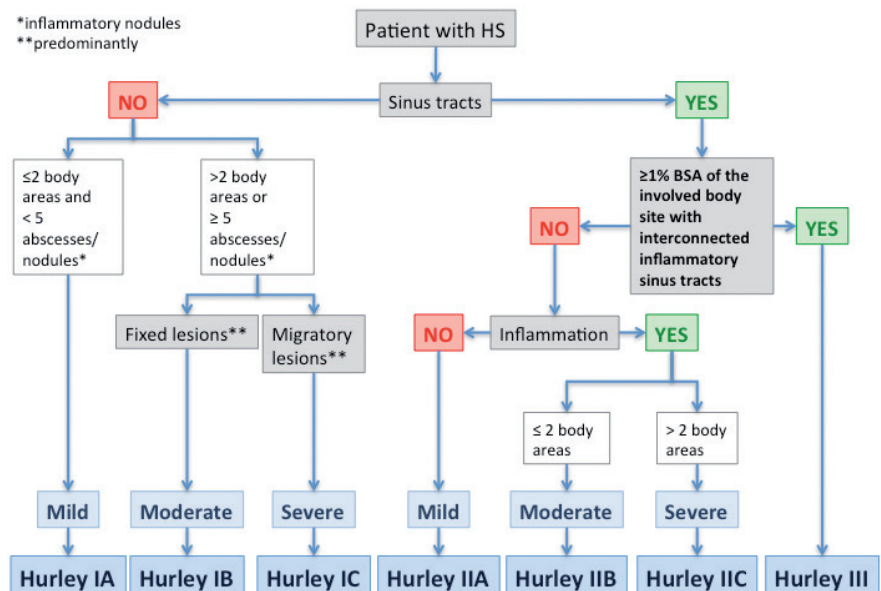 *inflammatory nodules
**predominantly
Patient with HS
NO
Sinus tracts
YES
≤2 body
areas and
< 5
abscesses/
nodules*
>2 body
areas or
≥ 5
abscesses/
nodules*
≥1% BSA of the
involved body
site with
interconnected
inflammatory
sinus tracts
NO
YES
Fixed lesions**
Migratory
lesions**
NO
Inflammation
YES
≤ 2 body
areas
> 2 body
areas
Mild
Moderate
Severe
Mild
Moderate
Severe
Hurley IA
Hurley IB
Hurley IC
Hurley IIA
Hurley IIB
Hurley IIC
Hurley III